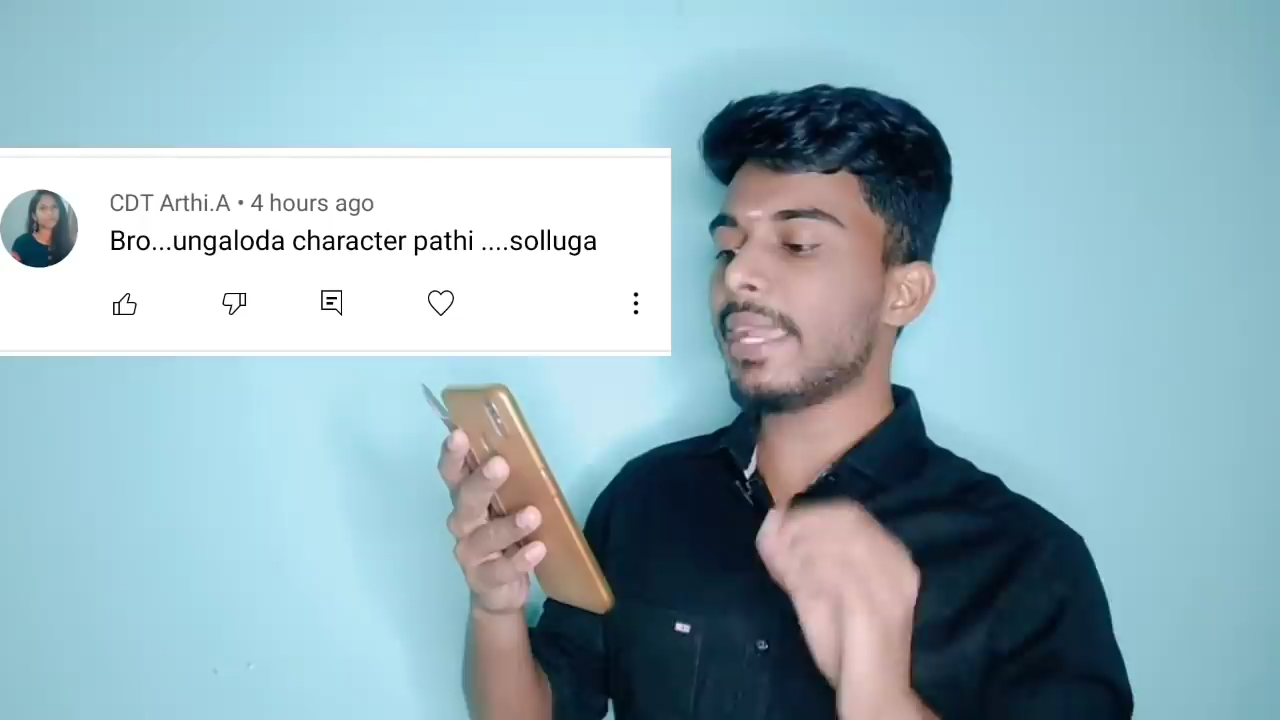 CDT Arthi.A • 4 hours ago
Bro...ungaloda character pathi ....solluga